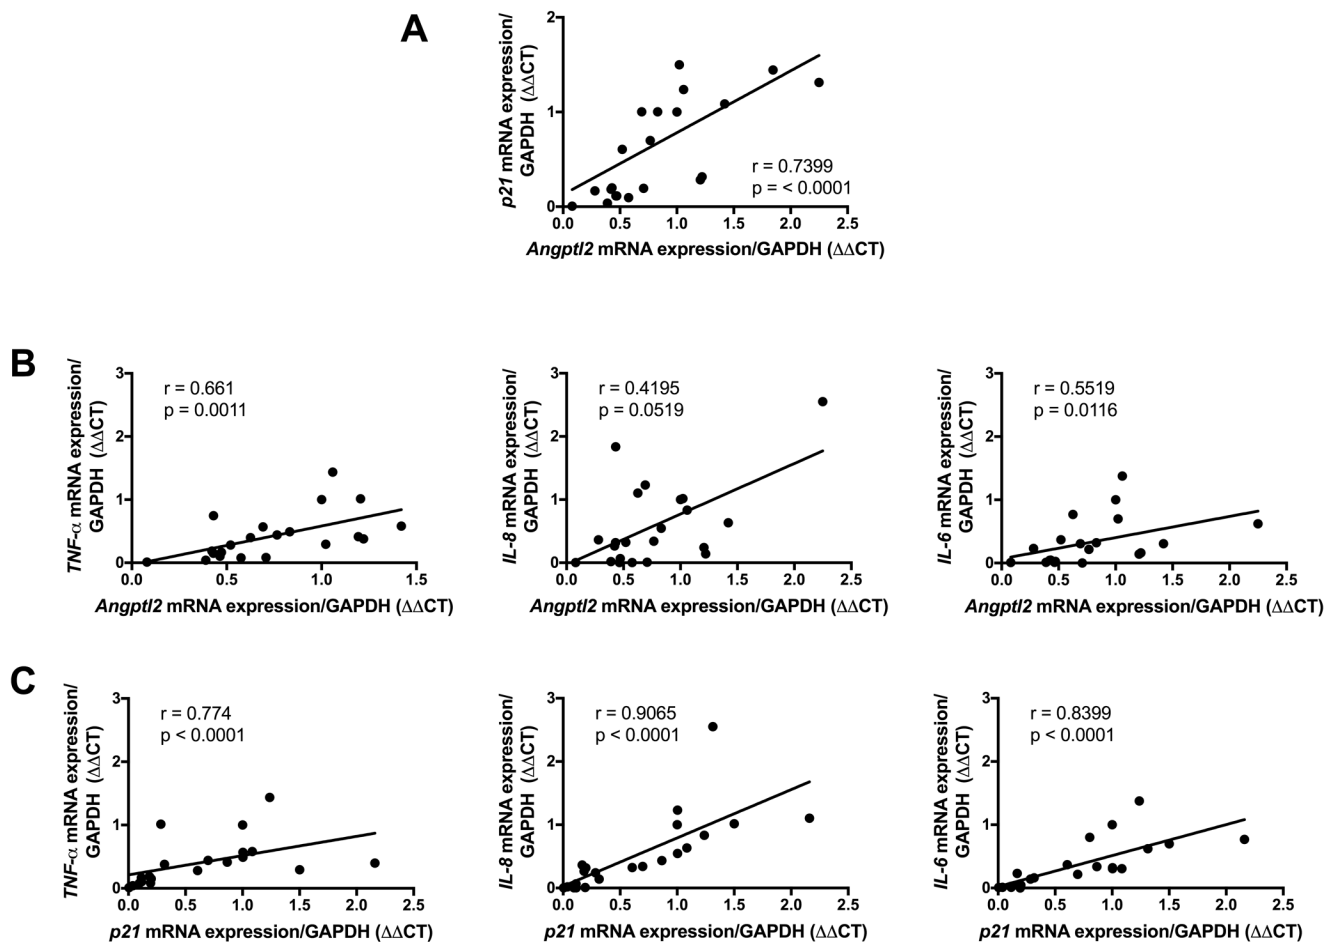 A
p21 mRNA expression/
GAPDH (ΔΔCT)
2
1
0
r = 0.7399
p = < 0.0001
0.0 0.5 1.0 1.5 2.0 2.5
Angptl2 mRNA expression/GAPDH (ΔΔCT)
B
TNF-α mRNA expression/
GAPDH (ΔΔCT)
3
2
1
0
r = 0.661
p = 0.0011
0.0 0.5 1.0 1.5
Angptl2 mRNA expression/GAPDH (ΔΔCT)
IL-8 mRNA expression/
GAPDH (ΔΔCT)
3
2
1
0
r = 0.4195
p = 0.0519
0.0 0.5 1.0 1.5 2.0 2.5
Angptl2 mRNA expression/GAPDH (ΔΔCT)
IL-6 mRNA expression/
GAPDH (ΔΔCT)
3
2
1
0
r = 0.5519
p = 0.0116
0.0 0.5 1.0 1.5 2.0 2.5
Angptl2 mRNA expression/GAPDH (ΔΔCT)
C
TNF-α mRNA expression/
GAPDH (ΔΔCT)
3
2
1
0
r = 0.774
p < 0.0001
0.0 0.5 1.0 1.5 2.0 2.5
p21 mRNA expression/GAPDH (ΔΔCT)
IL-8 mRNA expression/
GAPDH (ΔΔCT)
3
2
1
0
r = 0.9065
p < 0.0001
0.0 0.5 1.0 1.5 2.0 2.5
p21 mRNA expression/GAPDH (ΔΔCT)
IL-6 mRNA expression/
GAPDH (ΔΔCT)
3
2
1
0
r = 0.8399
p < 0.0001
0.0 0.5 1.0 1.5 2.0 2.5
p21 mRNA expression/GAPDH (ΔΔCT)